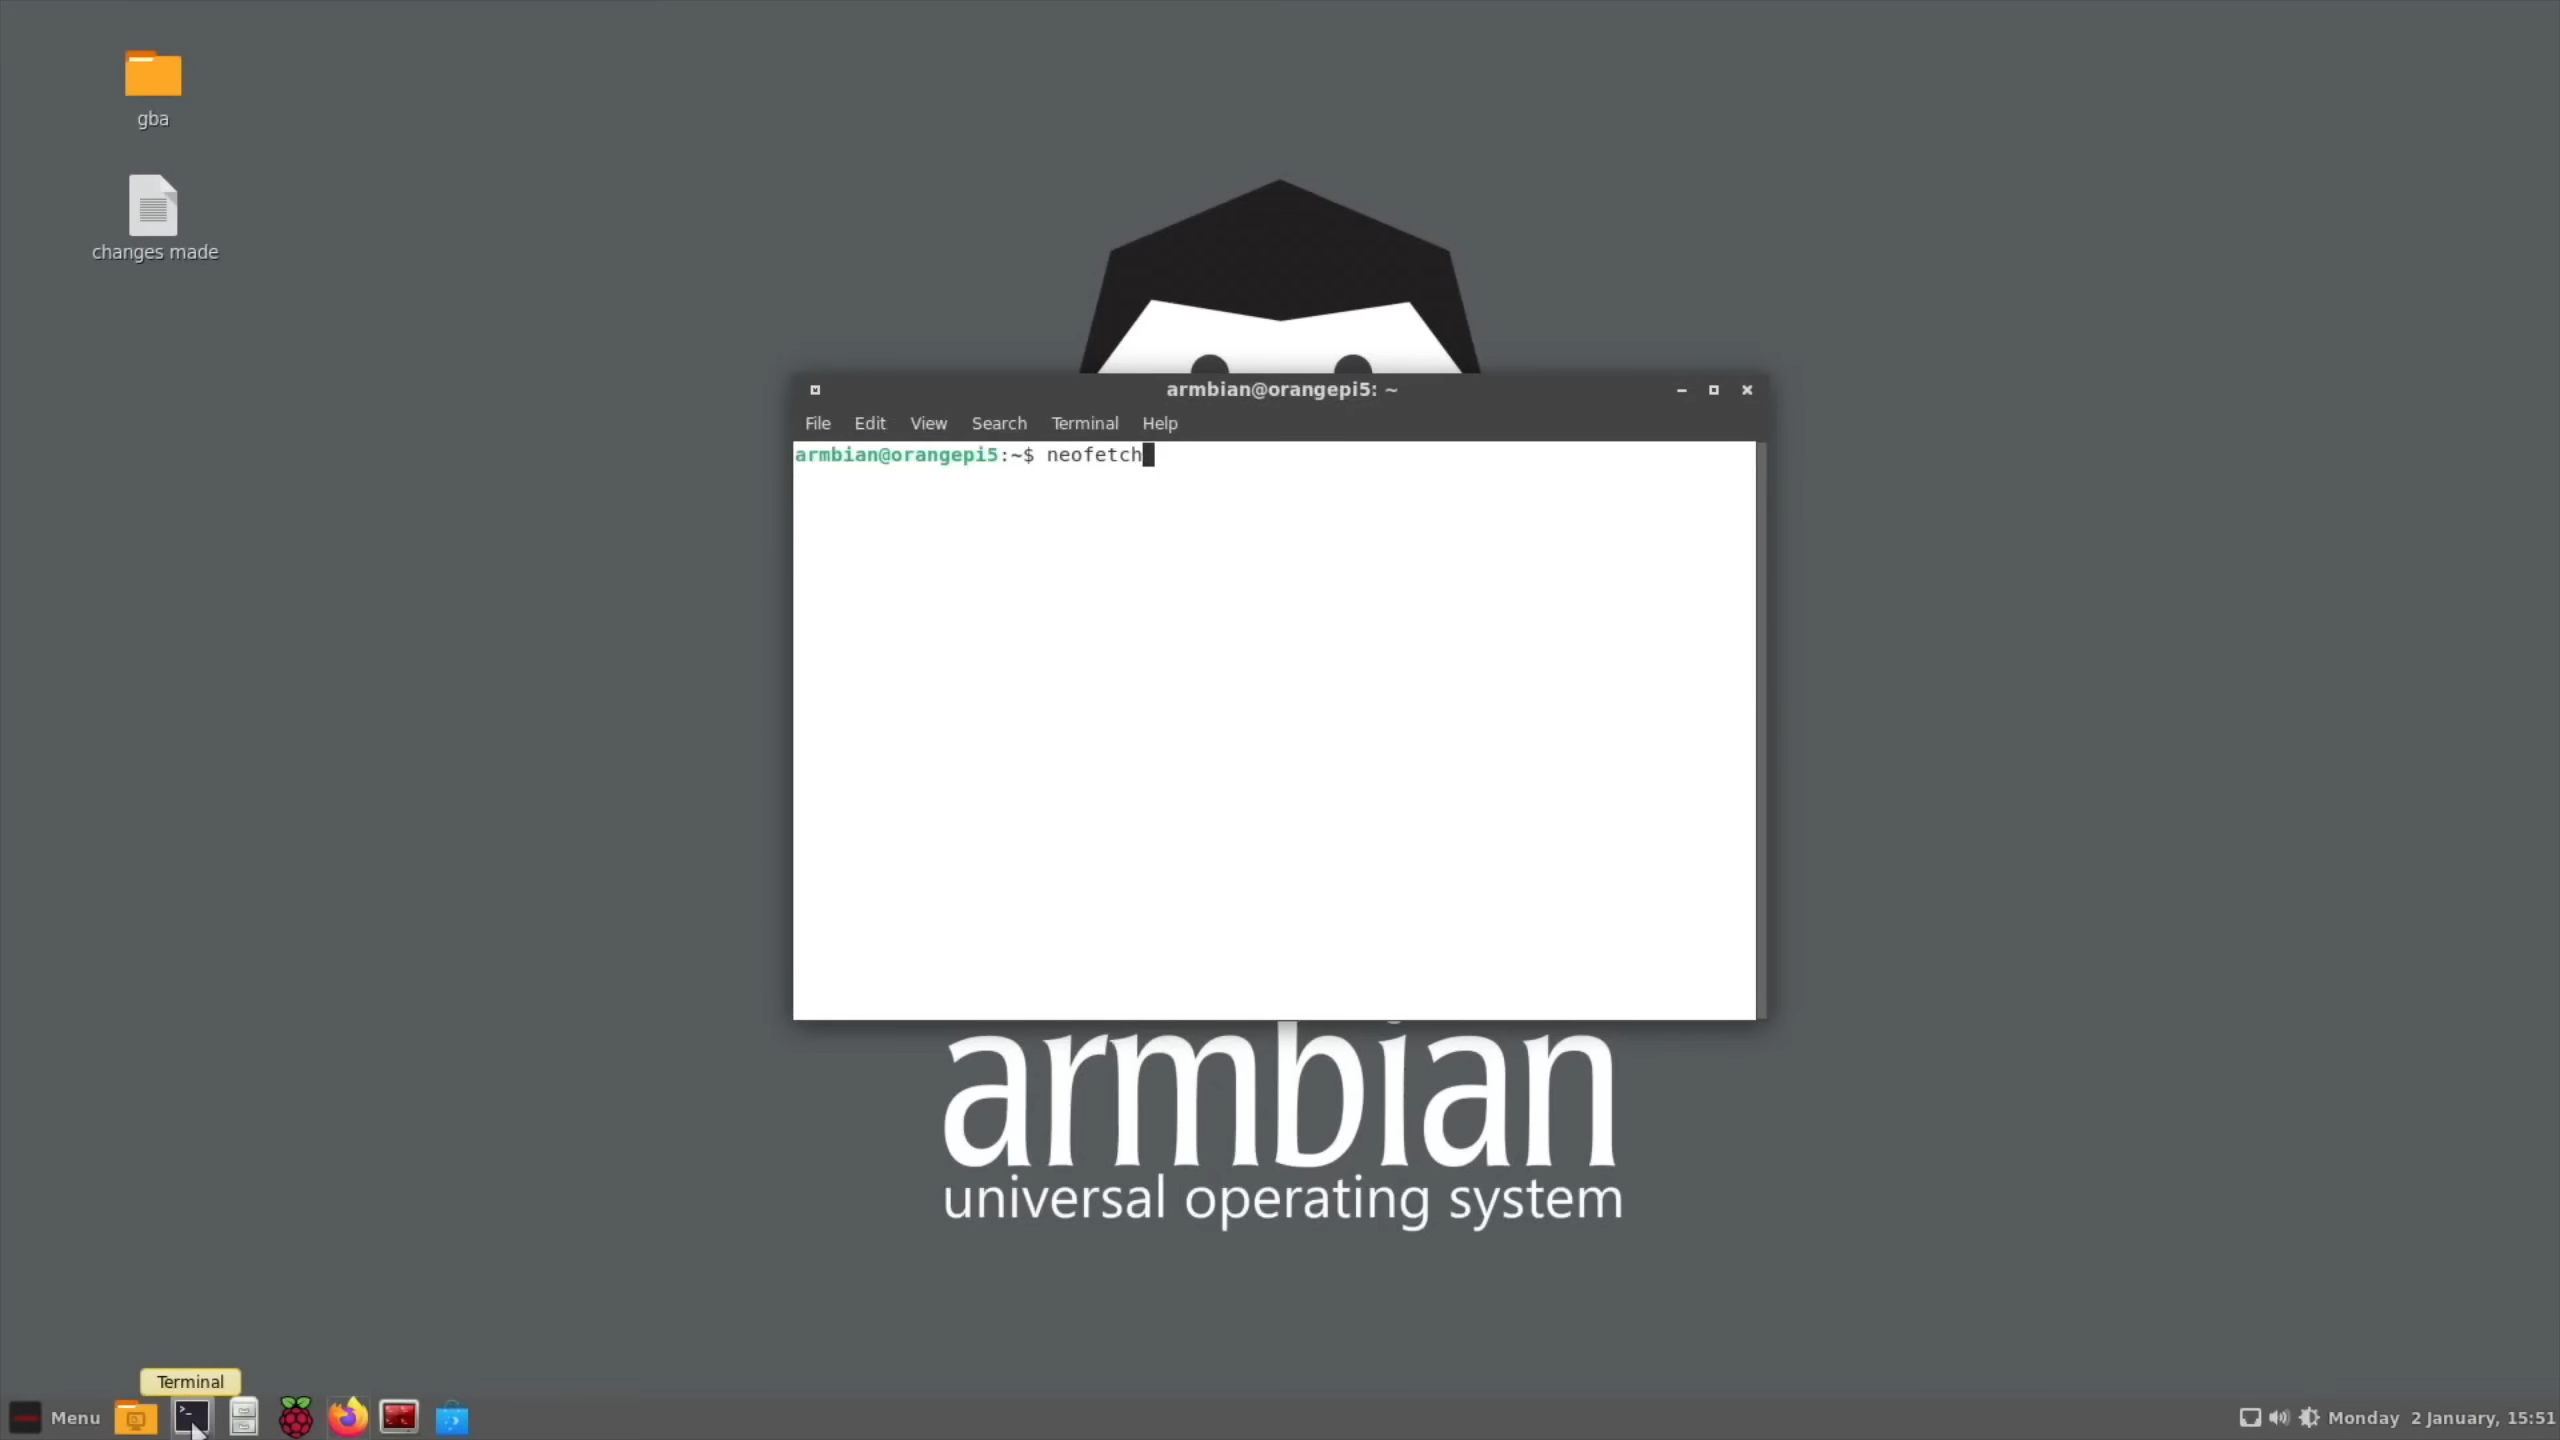 gba
changes made
armbian@orangepi5: ~
File Edit View Search Terminal Help
armbian@orangepi5:~$ neofetch
armbian
universal operating system
Terminal
Menu
Monday 2 January, 15:51